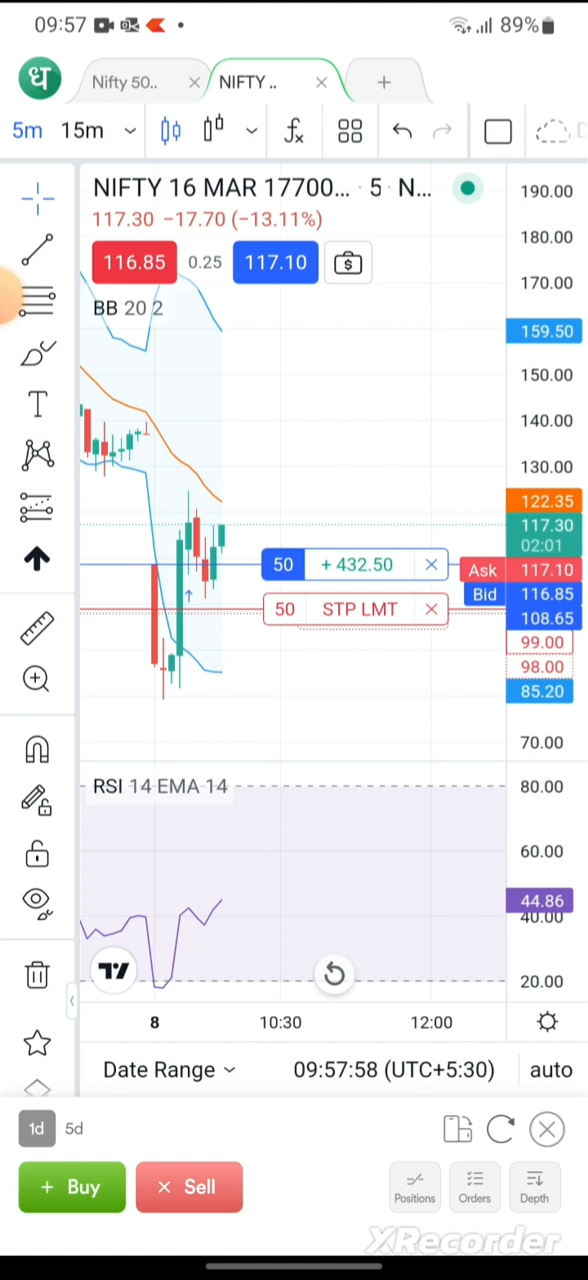 09:57
89%
ध
Nifty 50..
NIFTY ..
5m 15m
NIFTY 16 MAR 17700... · 5 · N...
117.30 −17.70 (−13.11%)
116.85 0.25 117.10
BB 20 2
190.00
180.00
170.00
159.50
150.00
140.00
130.00
122.35
117.30
02:01
Ask 117.10
Bid 116.85
108.65
99.00
98.00
85.20
70.00
50 + 432.50
50 STP LMT
RSI 14 EMA 14
80.00
60.00
44.86
40.00
20.00
8 10:30 12:00
Date Range 09:57:58 (UTC+5:30) auto
1d 5d
+ Buy
× Sell
Positions
Orders
Depth
XRecorder